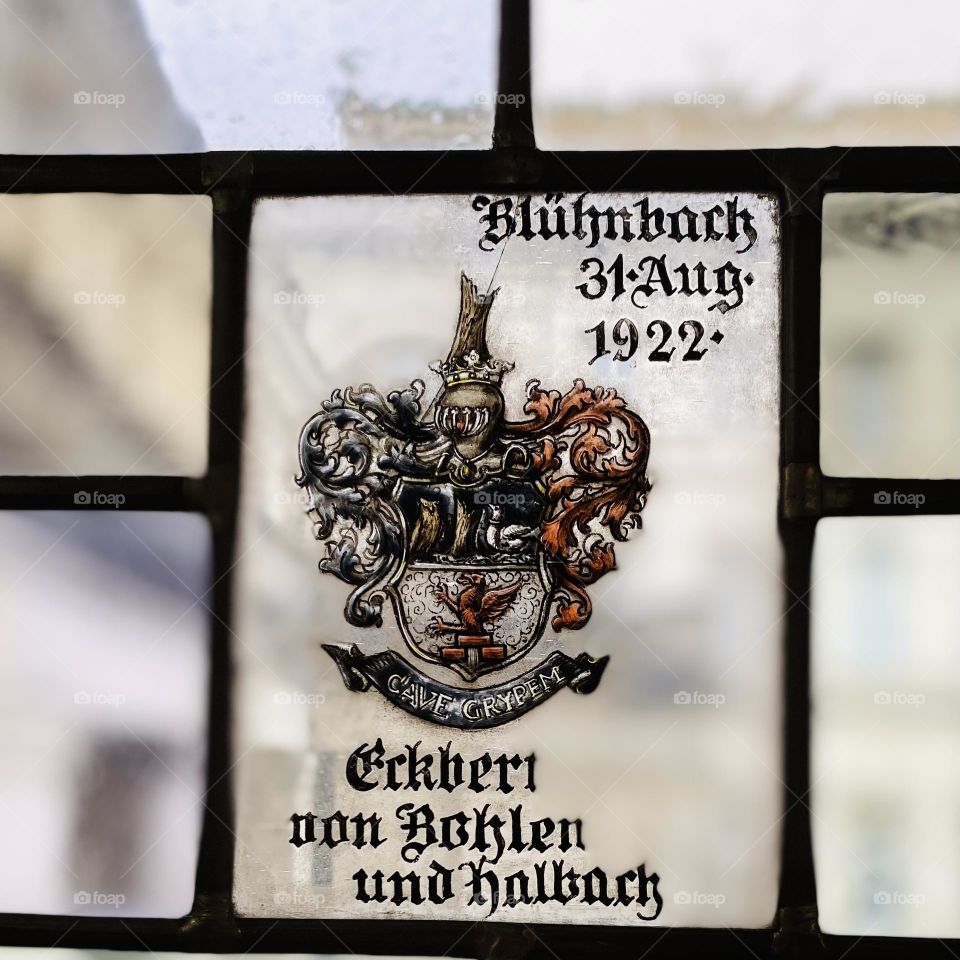 Blühnbach
31·Aug·
1922·
CAVE GRYPEM
Eckbert
von Bohlen
und Halbach